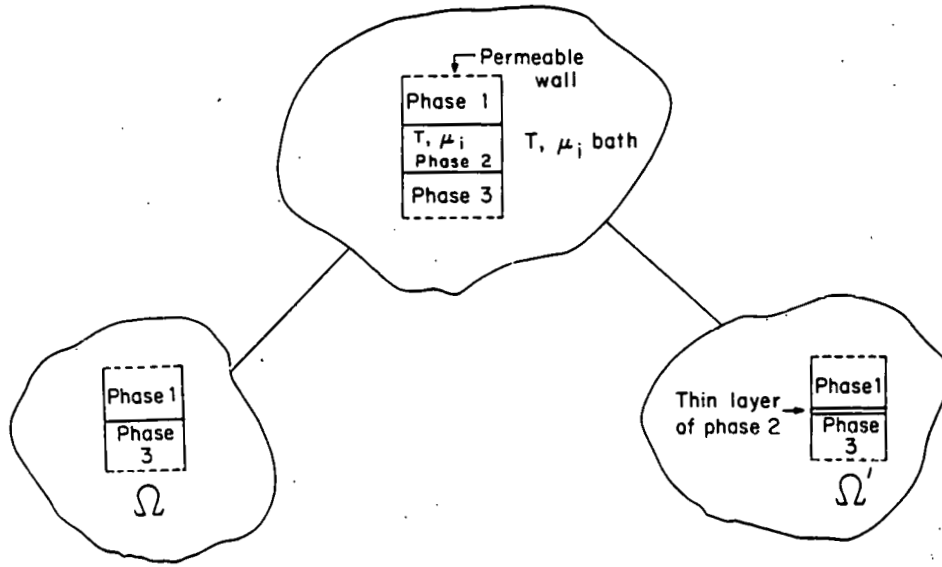 Permeable
wall
Phase 1
T, μi
Phase 2
Phase 3
T, μi bath
Phase 1
Phase
3
Ω
Thin layer
of phase 2
Phase1
Phase
3
Ω′